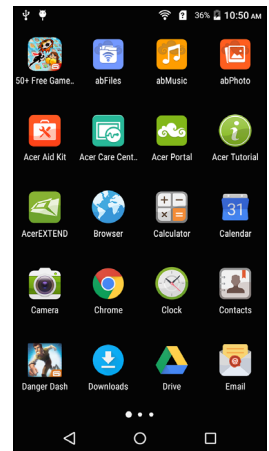 36% 10:50 AM
50+ Free Game.. abFiles abMusic abPhoto
Acer Aid Kit Acer Care Cent.. Acer Portal Acer Tutorial
31
AcerEXTEND Browser Calculator Calendar
Camera Chrome Clock Contacts
Danger Dash Downloads Drive Email